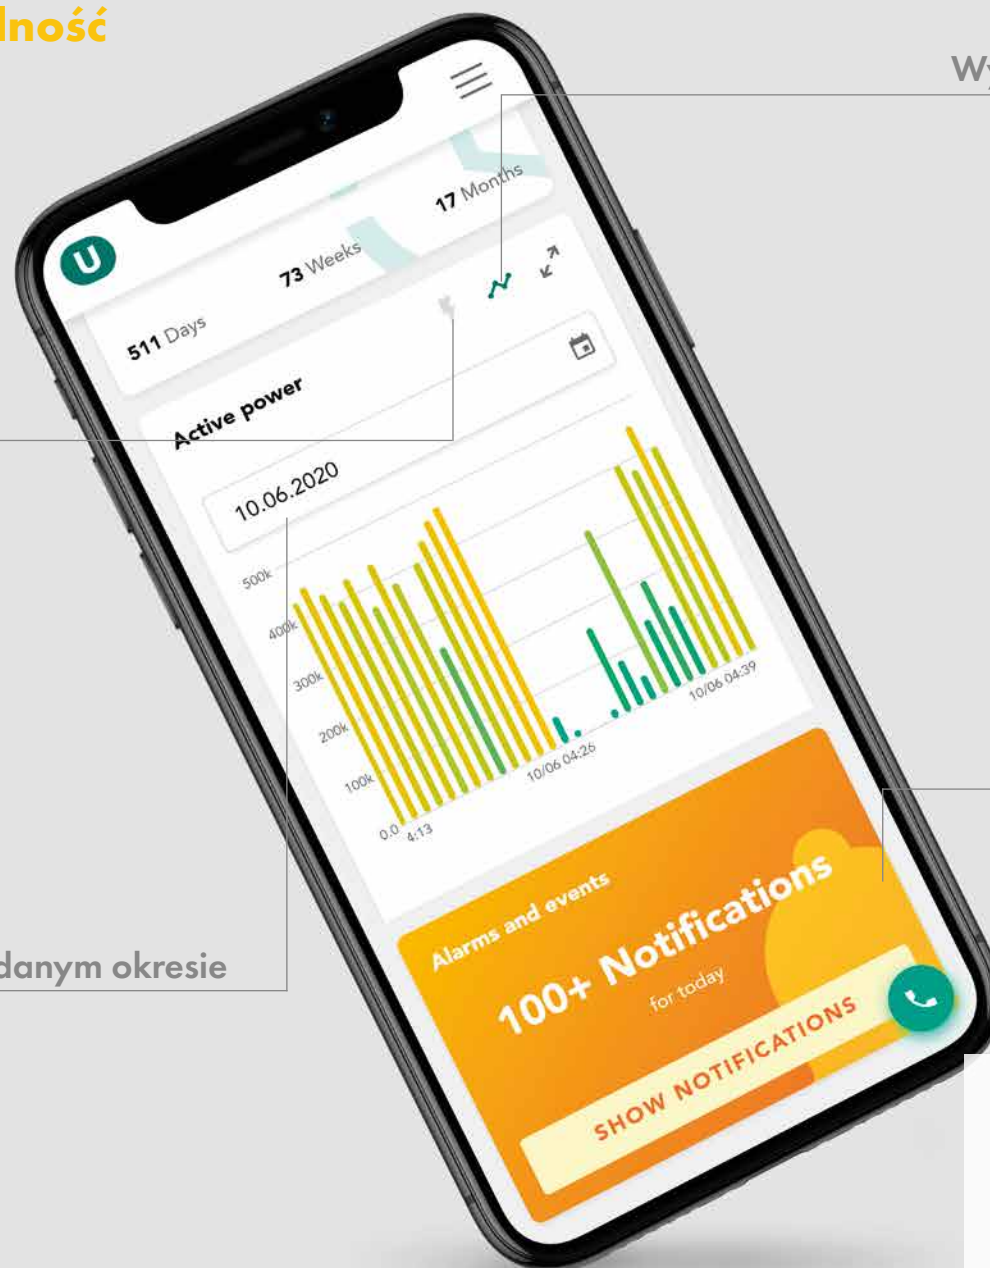 lność
Wy
U
511 Days
73 Weeks
17 Months
Active power
10.06.2020
500k
400k
300k
200k
100k
0.0
4:13
10/06 04:26
10/06 04:39
danym okresie
Alarms and events
100+ Notifications
for today
SHOW NOTIFICATIONS